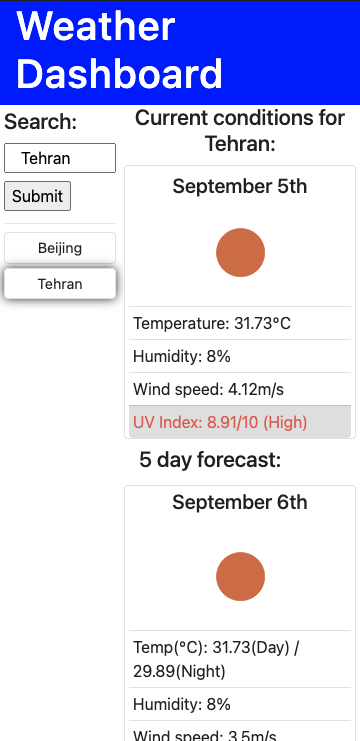 Weather
Dashboard
Search:
Tehran
Submit
Beijing
Tehran
Current conditions for
Tehran:
September 5th
Temperature: 31.73°C
Humidity: 8%
Wind speed: 4.12m/s
UV Index: 8.91/10 (High)
5 day forecast:
September 6th
Temp(°C): 31.73(Day) /
29.89(Night)
Humidity: 8%
Wind speed: 3.5m/s